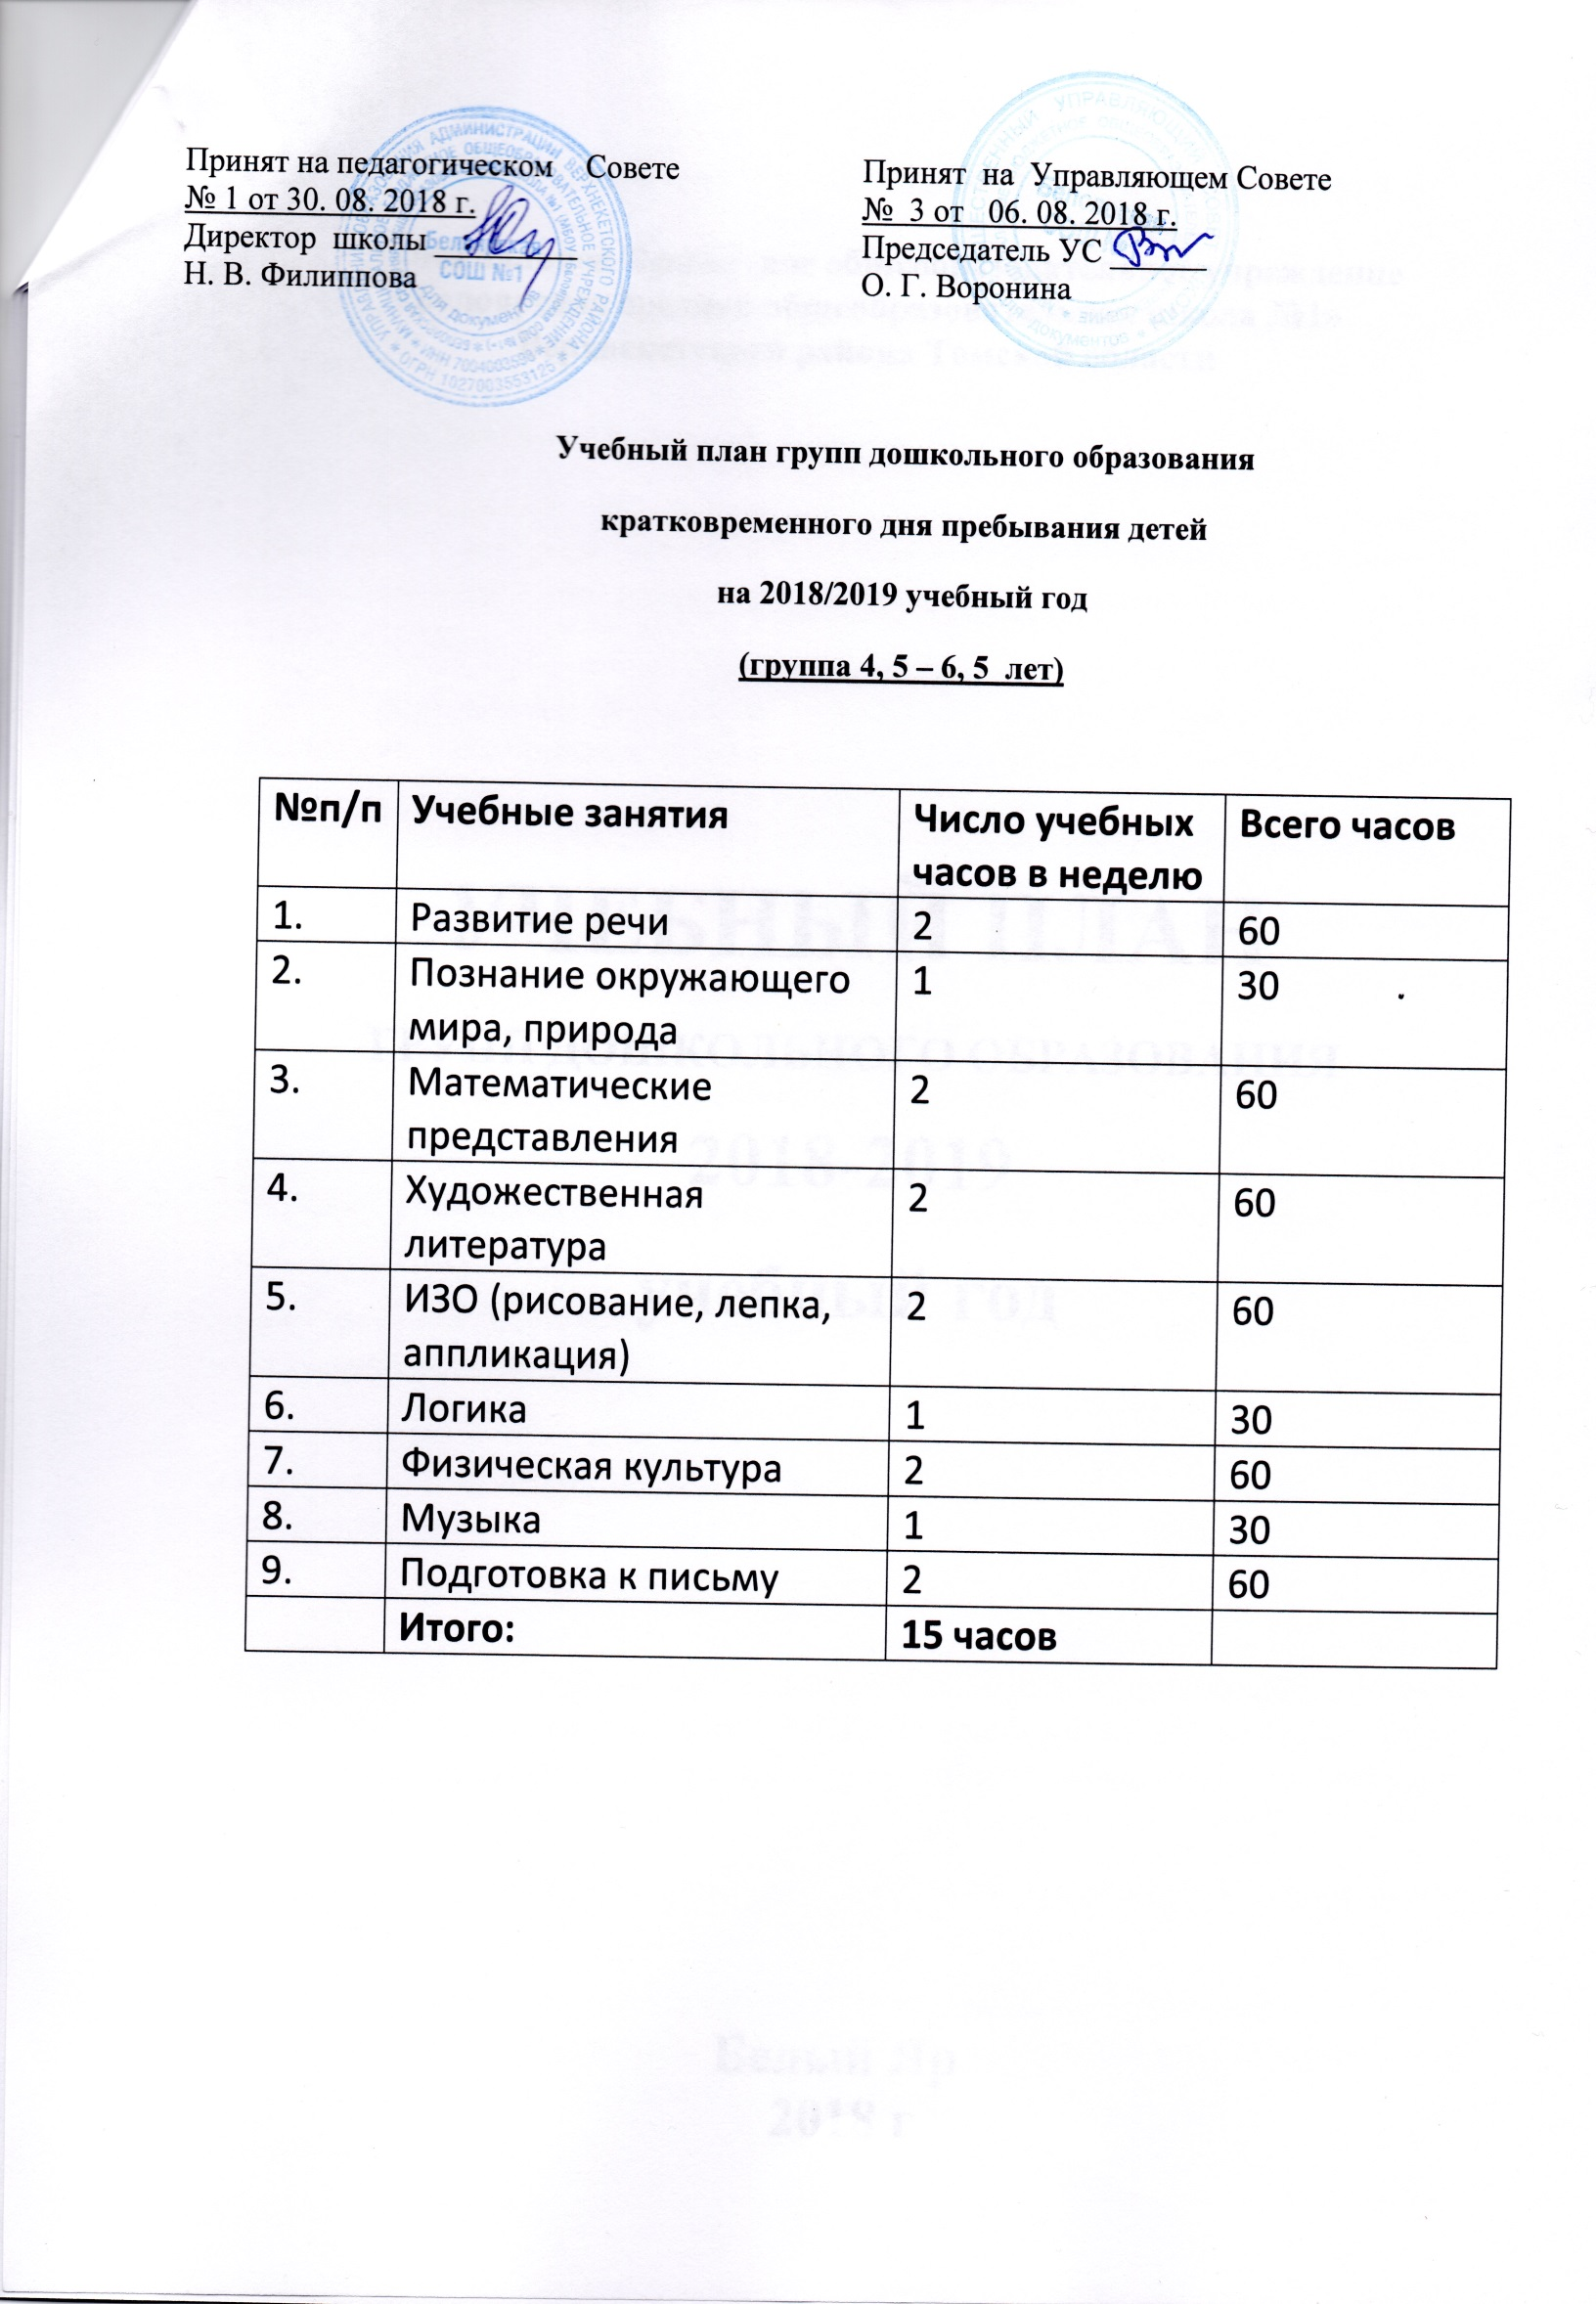 Принят на педагогическом Совете
№ 1 от 30. 08. 2018 г.
Директор школы
Н. В. Филиппова
Принят на Управляющем Совете
№ 3 от 06. 08. 2018 г.
Председатель УС
О. Г. Воронина
СОШ №1
для документов
Учебный план групп дошкольного образования
кратковременного дня пребывания детей
на 2018/2019 учебный год
(группа 4, 5 – 6, 5 лет)
№п/п Учебные занятия Число учебных часов в неделю Всего часов
1. Развитие речи 2 60
2. Познание окружающего 1 30
мира, природа
3. Математические 2 60
представления
4. Художественная 2 60
литература
5. ИЗО (рисование, лепка, 2 60
аппликация)
6. Логика 1 30
7. Физическая культура 2 60
8. Музыка 1 30
9. Подготовка к письму 2 60
Итого: 15 часов